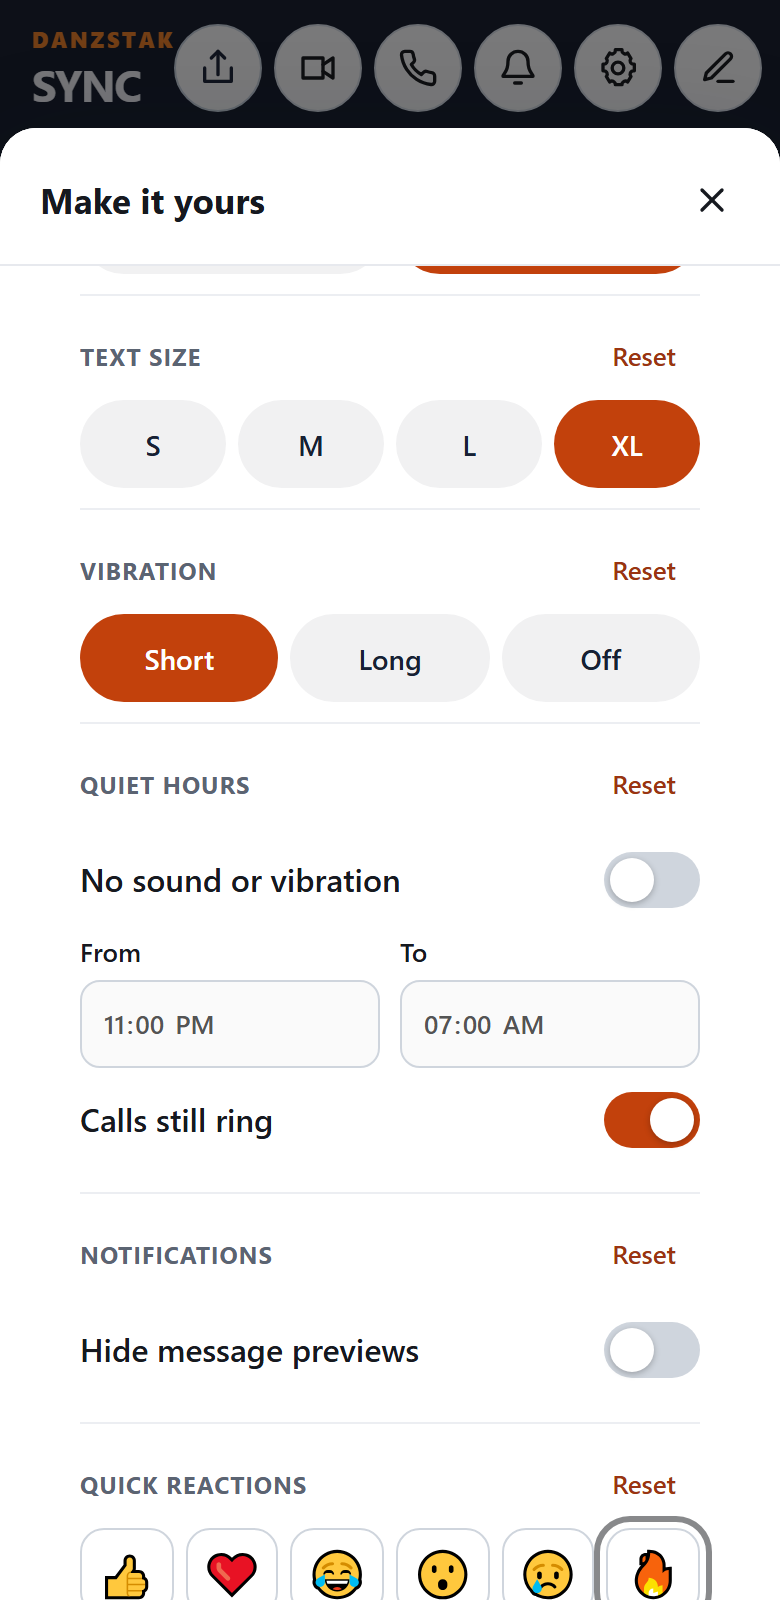 DANZSTAK
SYNC
Make it yours
TEXT SIZE Reset
S M L XL
VIBRATION Reset
Short Long Off
QUIET HOURS Reset
No sound or vibration
From To
11:00 PM 07:00 AM
Calls still ring
NOTIFICATIONS Reset
Hide message previews
QUICK REACTIONS Reset